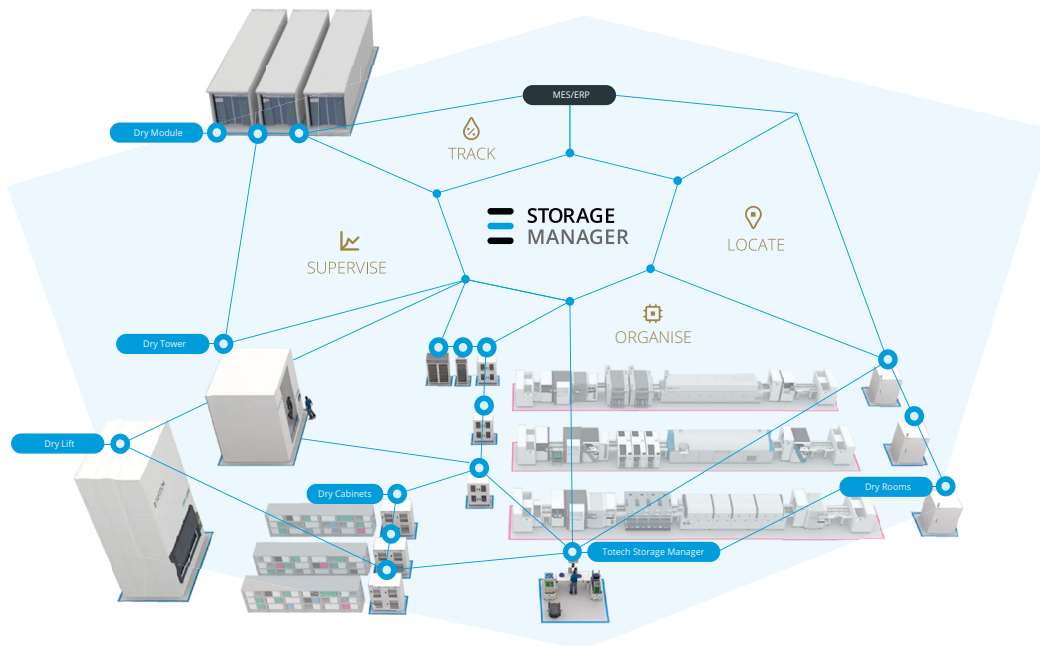 MES/ERP
Dry Module
TRACK
STORAGE
MANAGER
LOCATE
SUPERVISE
ORGANISE
Dry Tower
Dry Lift
Dry Cabinets
Dry Rooms
Totech Storage Manager